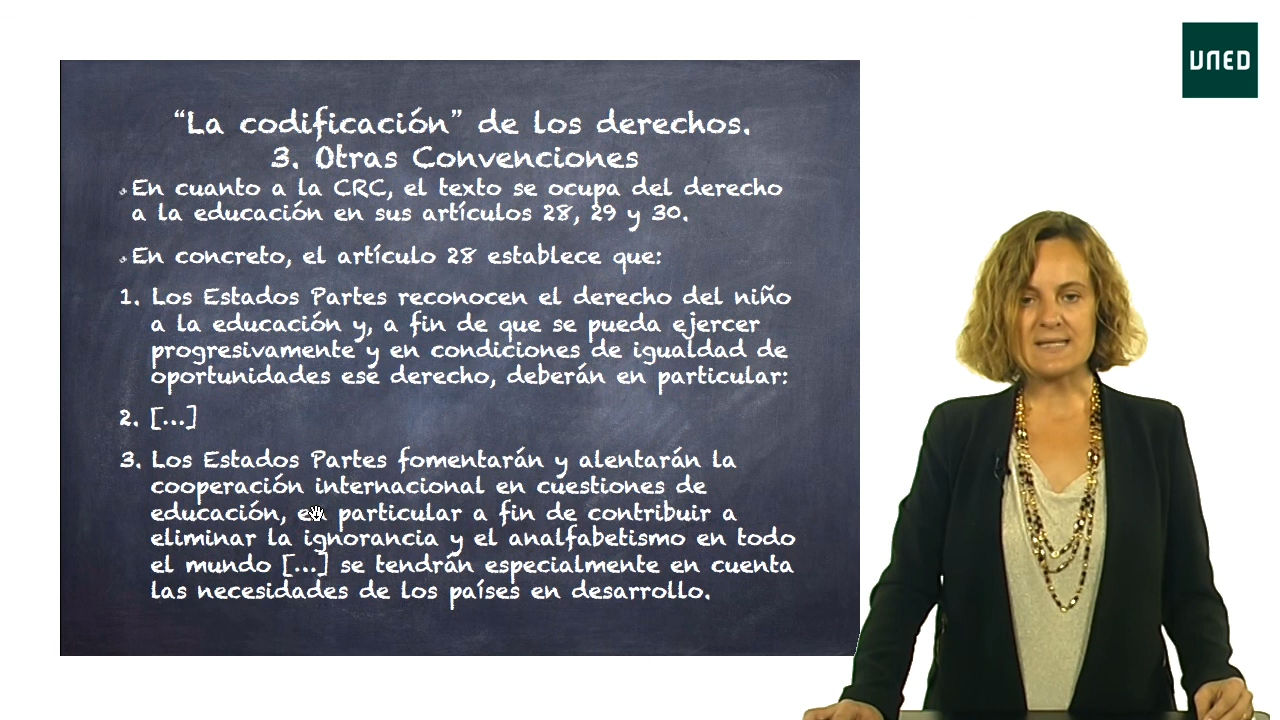 UNED
“La codificación” de los derechos.
3. Otras Convenciones
En cuanto a la CRC, el texto se ocupa del derecho
a la educación en sus artículos 28, 29 y 30.
En concreto, el artículo 28 establece que:
1. Los Estados Partes reconocen el derecho del niño
a la educación y, a fin de que se pueda ejercer
progresivamente y en condiciones de igualdad de
oportunidades ese derecho, deberán en particular:
2. [...]
3. Los Estados Partes fomentarán y alentarán la
cooperación internacional en cuestiones de
educación, en particular a fin de contribuir a
eliminar la ignorancia y el analfabetismo en todo
el mundo [...] se tendrán especialmente en cuenta
las necesidades de los países en desarrollo.